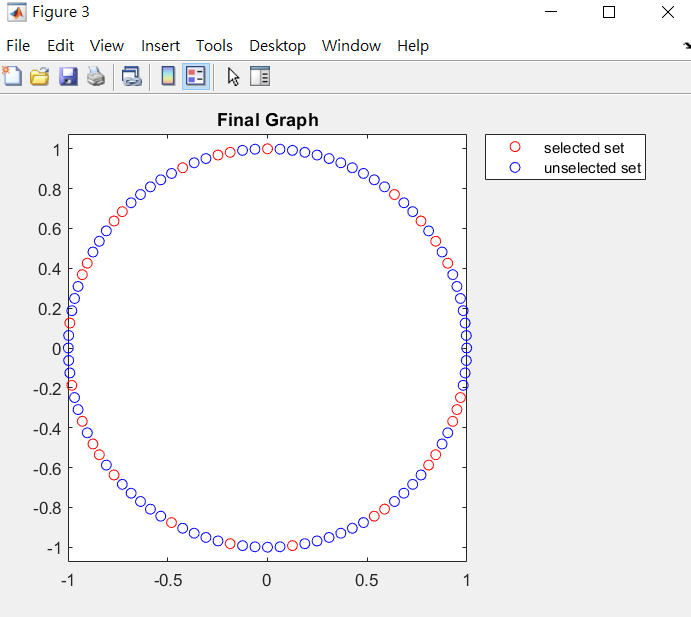 Figure 3
File Edit View Insert Tools Desktop Window Help
Final Graph
selected set
unselected set
1
0.8
0.6
0.4
0.2
0
-0.2
-0.4
-0.6
-0.8
-1
-1 -0.5 0 0.5 1